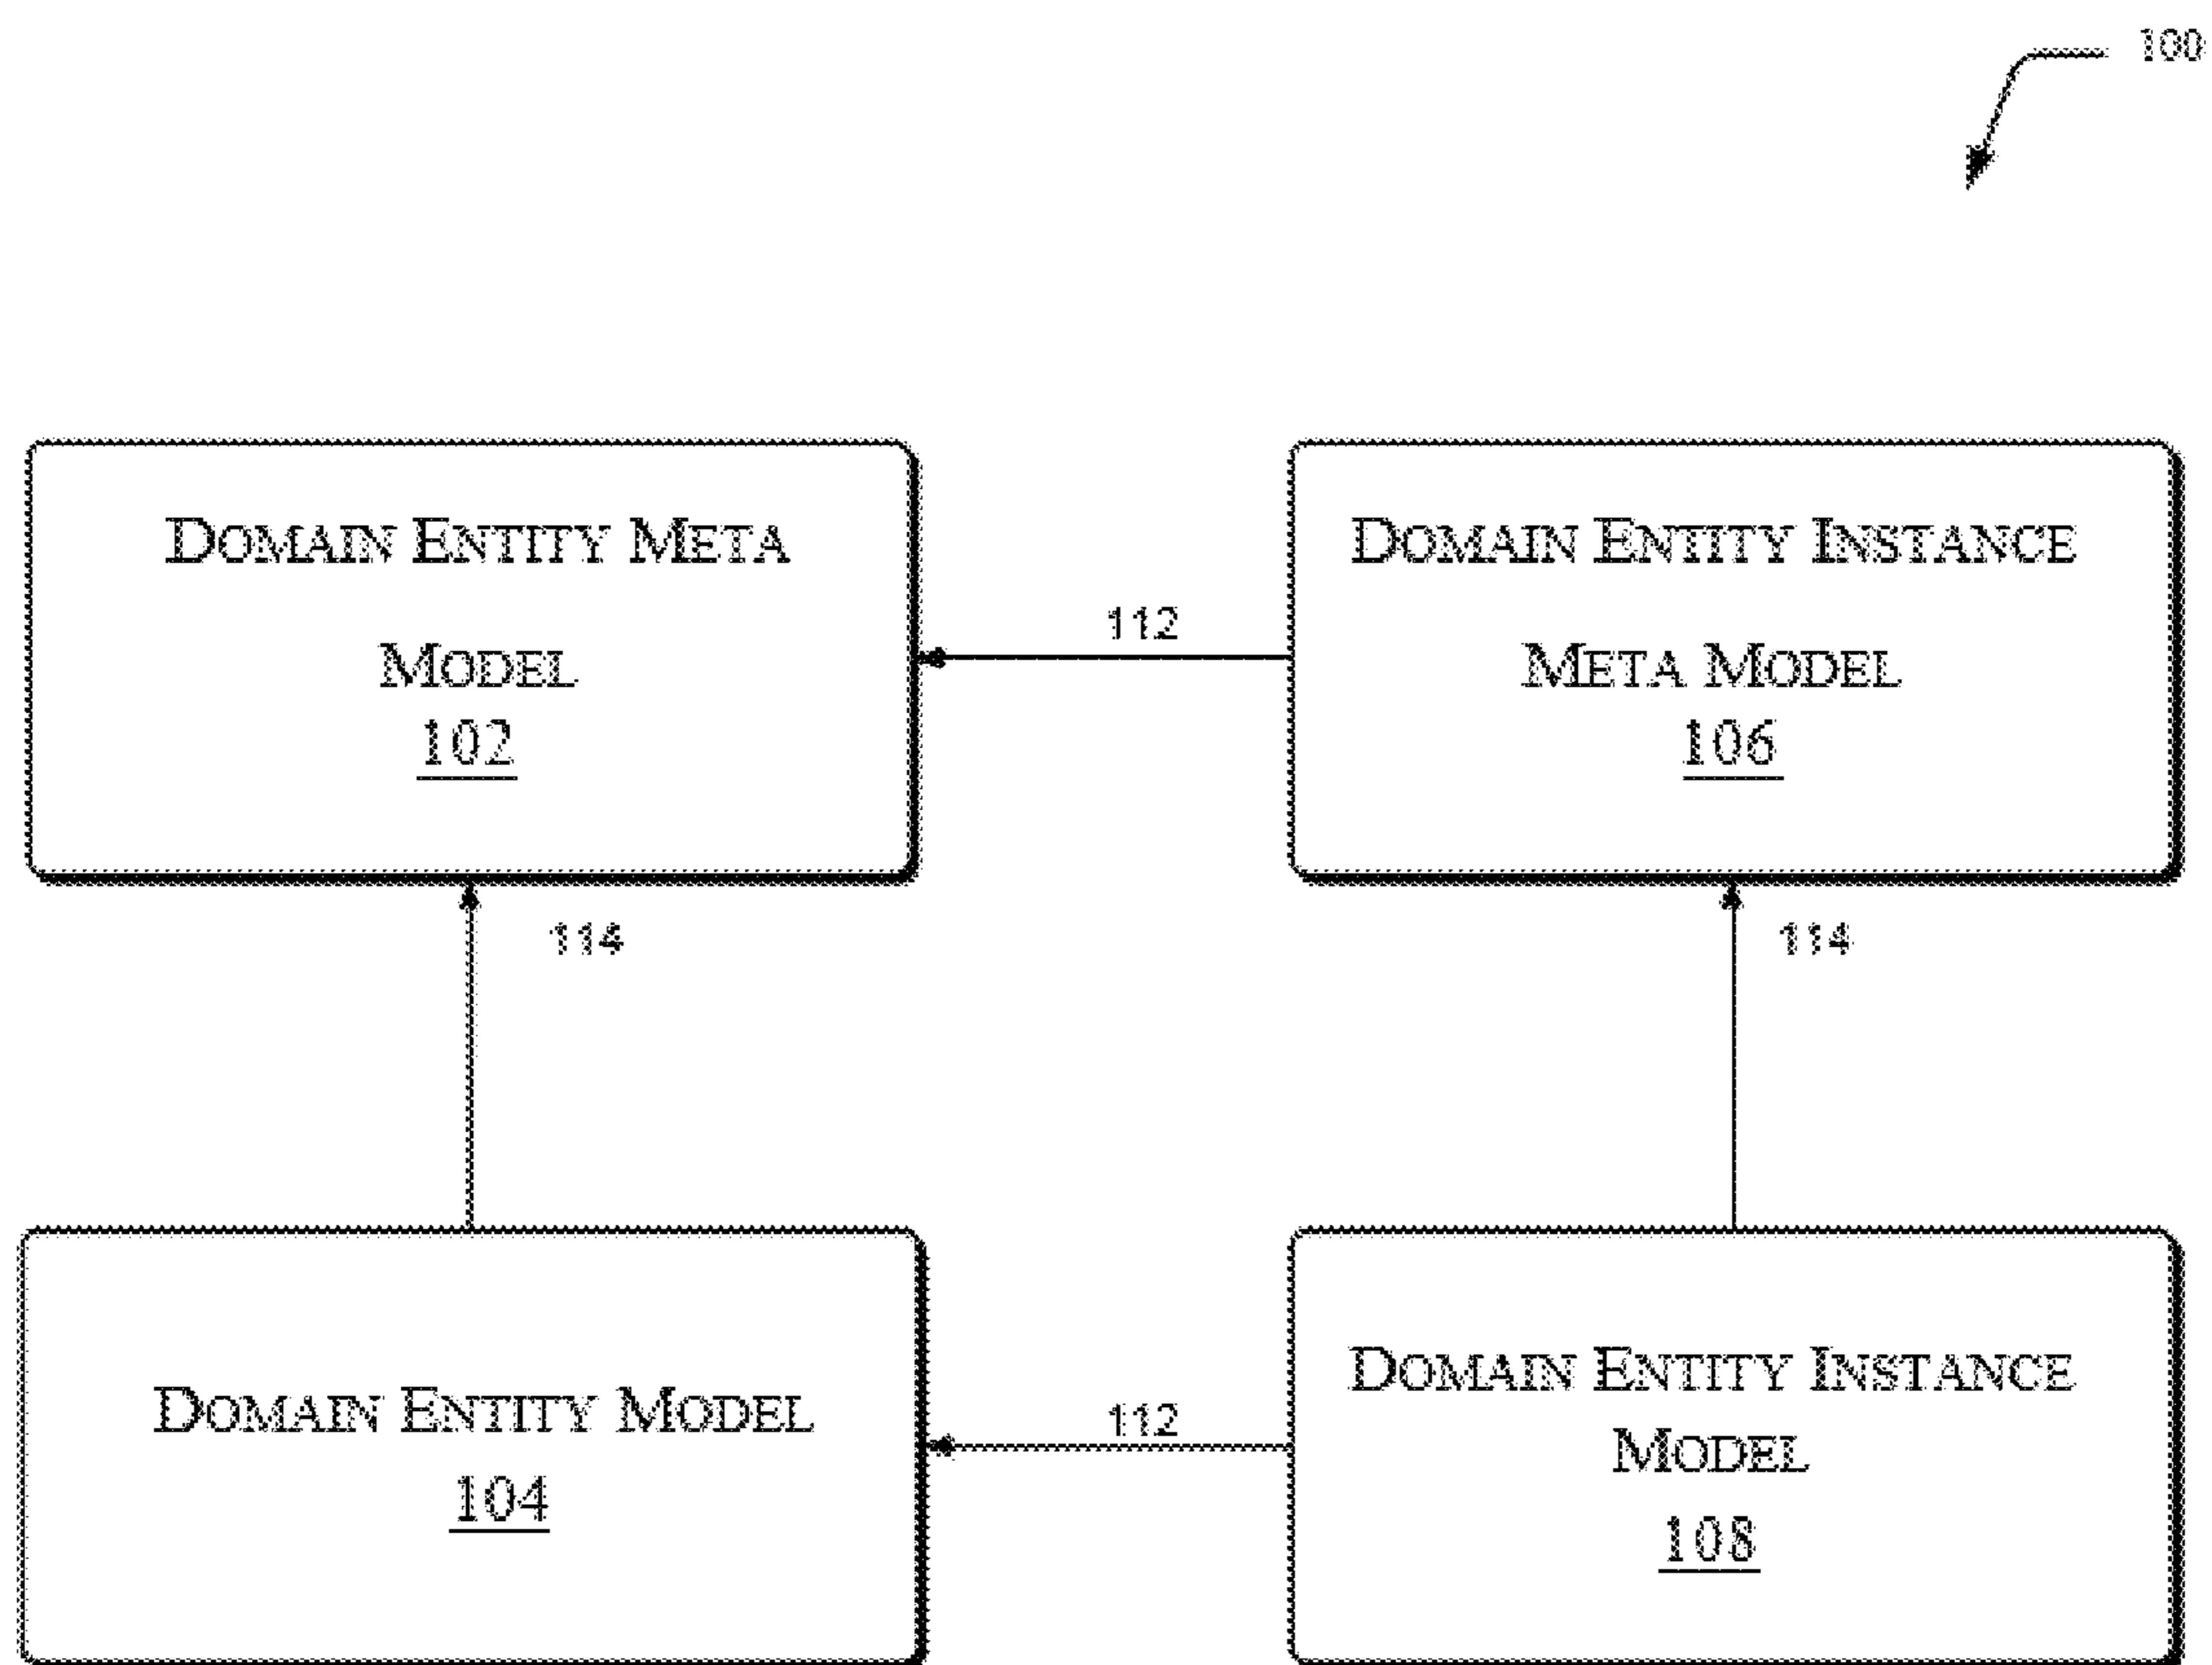 100
DOMAIN ENTITY META
MODEL
102
112
DOMAIN ENTITY INSTANCE
META MODEL
106
114
114
DOMAIN ENTITY MODEL
104
112
DOMAIN ENTITY INSTANCE
MODEL
108